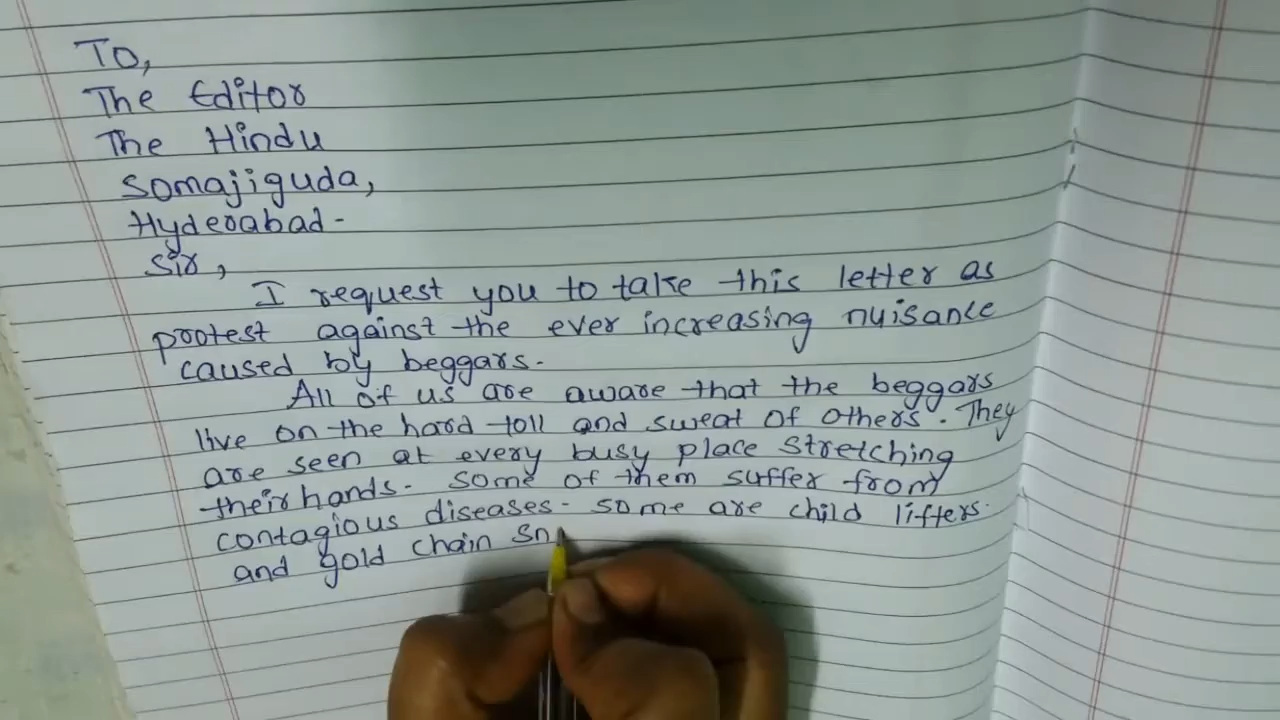 To,
The Editor
The Hindu
Somajiguda,
Hyderabad-
Sir,
I request you to take this letter as
protest against the ever increasing nuisance
caused by beggars.
All of us are aware that the beggars
live on the hard toll and sweat of others. They
are seen at every busy place stretching
their hands. Some of them suffer from
contagious diseases. Some are child lifters.
and gold chain sn